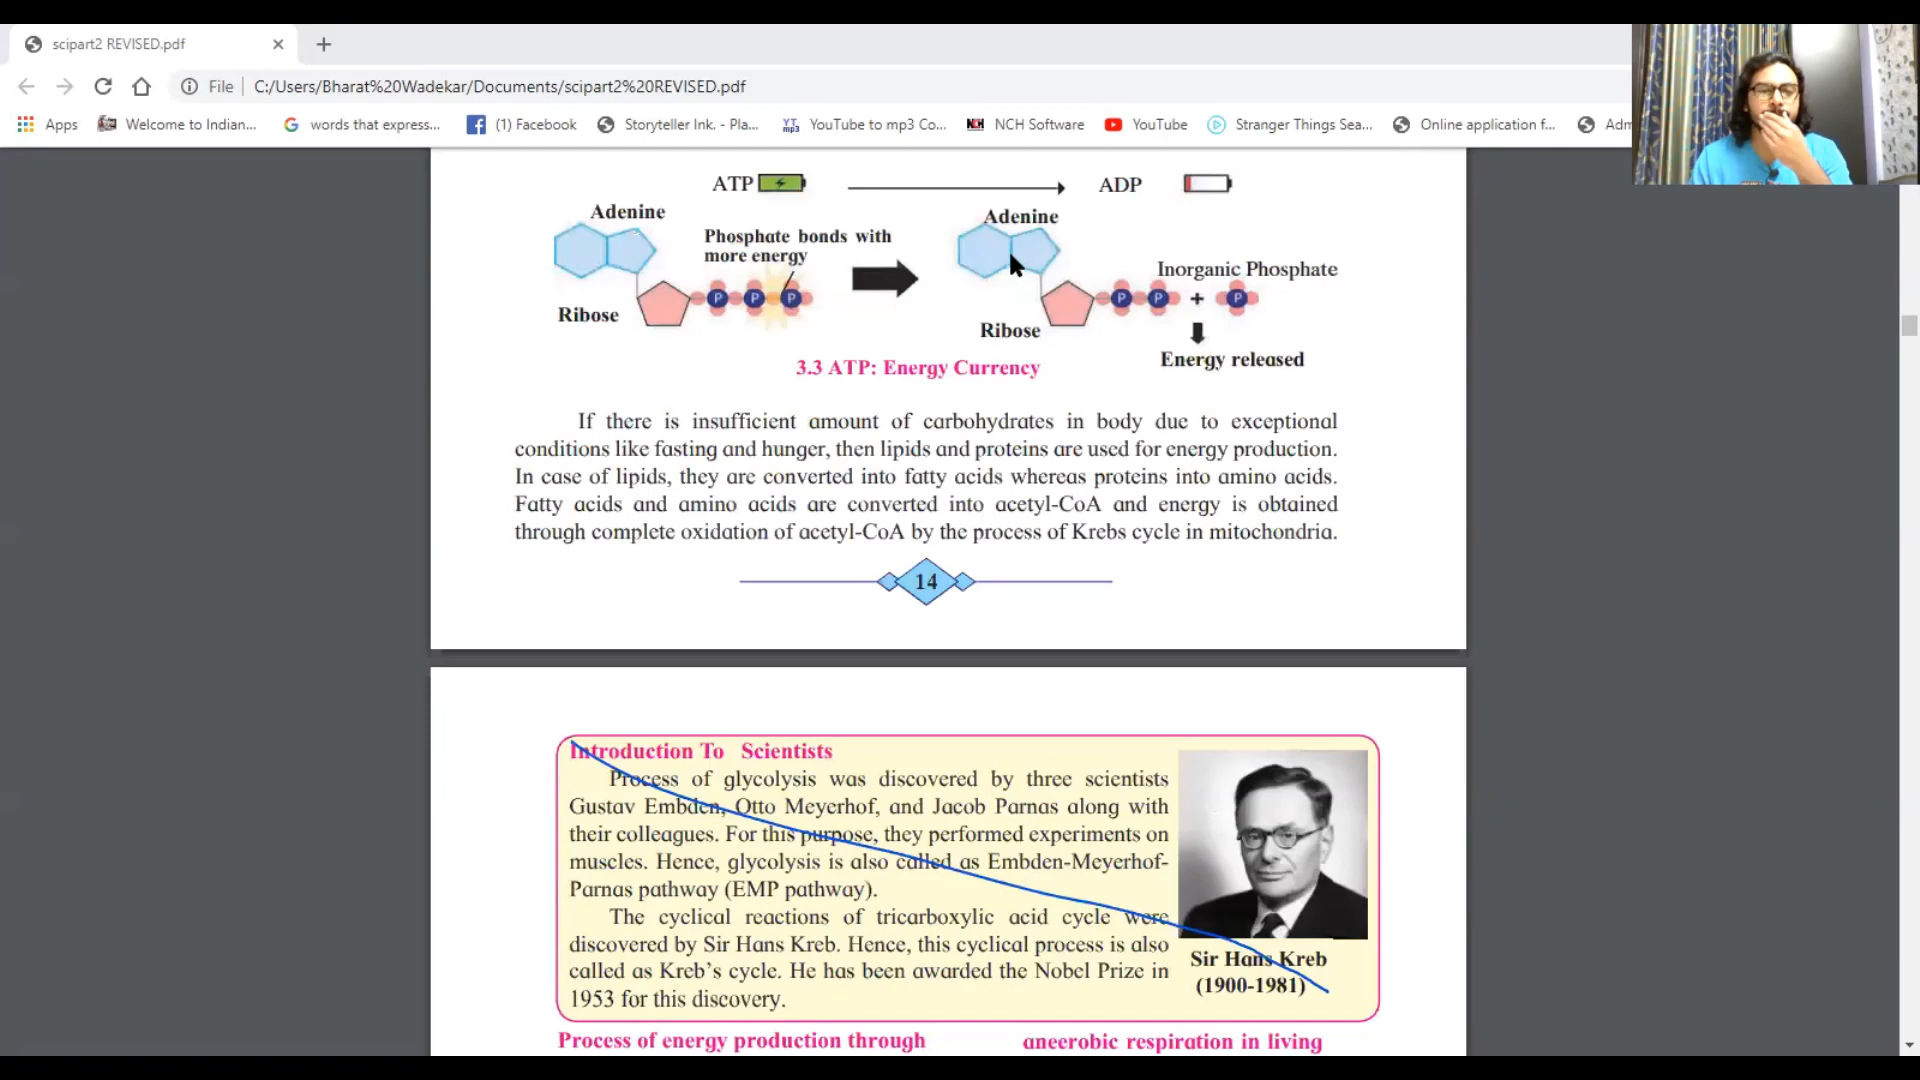 scipart2 REVISED.pdf
File C:/Users/Bharat%20Wadekar/Documents/scipart2%20REVISED.pdf
Apps Welcome to Indian... G words that express... (1) Facebook Storyteller Ink. - Pla... YT mp3 YouTube to mp3 Co... NCH NCH Software YouTube Stranger Things Sea... Online application f... Adm
ATP ADP
Adenine Adenine
Phosphate bonds with
more energy
Inorganic Phosphate
P P P P P + P
Ribose Ribose
Energy released
3.3 ATP: Energy Currency
If there is insufficient amount of carbohydrates in body due to exceptional
conditions like fasting and hunger, then lipids and proteins are used for energy production.
In case of lipids, they are converted into fatty acids whereas proteins into amino acids.
Fatty acids and amino acids are converted into acetyl-CoA and energy is obtained
through complete oxidation of acetyl-CoA by the process of Krebs cycle in mitochondria.
14
Introduction To Scientists
Process of glycolysis was discovered by three scientists
Gustav Embden, Otto Meyerhof, and Jacob Parnas along with
their colleagues. For this purpose, they performed experiments on
muscles. Hence, glycolysis is also called as Embden-Meyerhof-
Parnas pathway (EMP pathway).
The cyclical reactions of tricarboxylic acid cycle were
discovered by Sir Hans Kreb. Hence, this cyclical process is also
called as Kreb's cycle. He has been awarded the Nobel Prize in
1953 for this discovery.
Sir Hans Kreb
(1900-1981)
Process of energy production through aneerobic respiration in living